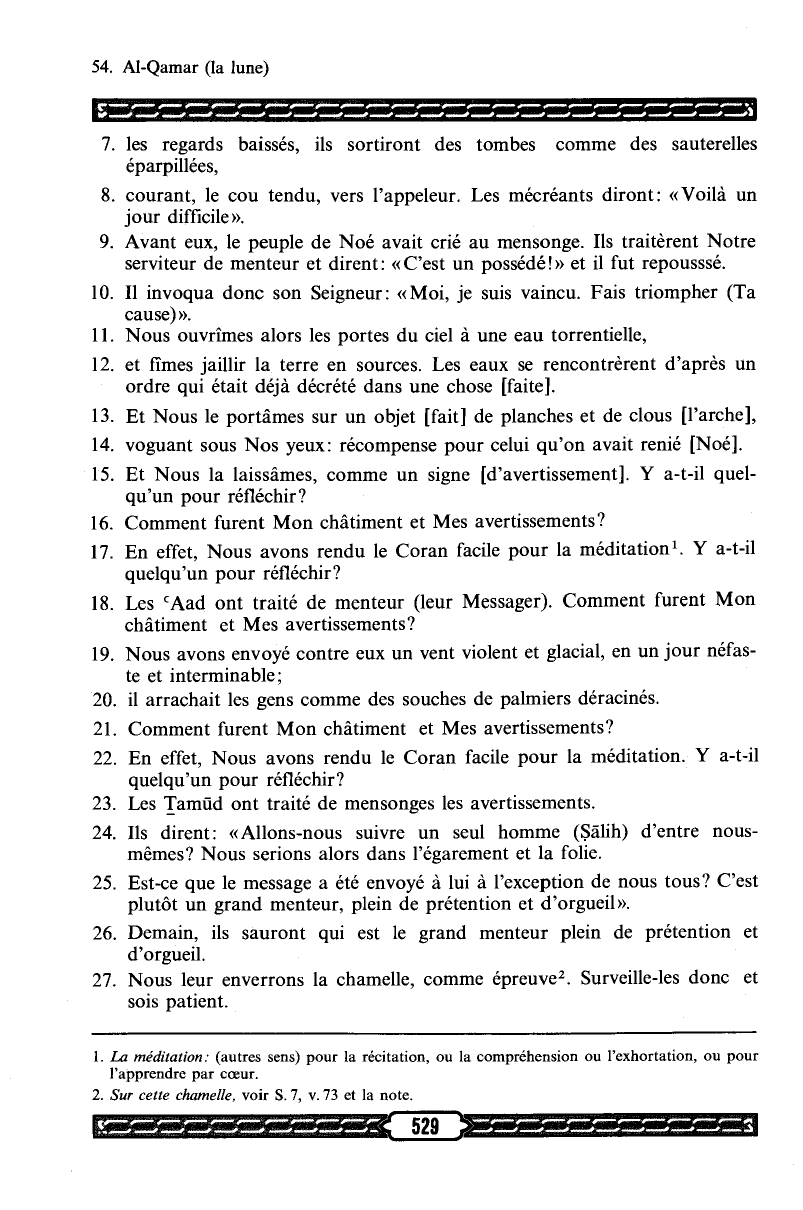 54. Al-Qamar (la lune)
7. les regards baissés, ils sortiront des tombes comme des sauterelles
éparpillées,
8. courant, le cou tendu, vers l'appeleur. Les mécréants diront: «Voilà un
jour difficile».
9. Avant eux, le peuple de Noé avait crié au mensonge. Ils traitèrent Notre
serviteur de menteur et dirent: «C'est un possédé!» et il fut repousssé.
10. Il invoqua donc son Seigneur: «Moi, je suis vaincu. Fais triompher (Ta
cause)».
11. Nous ouvrîmes alors les portes du ciel à une eau torrentielle,
12. et fîmes jaillir la terre en sources. Les eaux se rencontrèrent d'après un
ordre qui était déjà décrété dans une chose [faite].
13. Et Nous le portâmes sur un objet [fait] de planches et de clous [l'arche],
14. voguant sous Nos yeux: récompense pour celui qu'on avait renié [Noé].
15. Et Nous la laissâmes, comme un signe [d'avertissement]. Y a-t-il quel-
qu'un pour réfléchir?
16. Comment furent Mon châtiment et Mes avertissements?
17. En effet, Nous avons rendu le Coran facile pour la méditation¹. Y a-t-il
quelqu'un pour réfléchir?
18. Les ʿAad ont traité de menteur (leur Messager). Comment furent Mon
châtiment et Mes avertissements?
19. Nous avons envoyé contre eux un vent violent et glacial, en un jour néfas-
te et interminable;
20. il arrachait les gens comme des souches de palmiers déracinés.
21. Comment furent Mon châtiment et Mes avertissements?
22. En effet, Nous avons rendu le Coran facile pour la méditation. Y a-t-il
quelqu'un pour réfléchir?
23. Les Ṯamūd ont traité de mensonges les avertissements.
24. Ils dirent: «Allons-nous suivre un seul homme (Ṣālih) d'entre nous-
mêmes? Nous serions alors dans l'égarement et la folie.
25. Est-ce que le message a été envoyé à lui à l'exception de nous tous? C'est
plutôt un grand menteur, plein de prétention et d'orgueil».
26. Demain, ils sauront qui est le grand menteur plein de prétention et
d'orgueil.
27. Nous leur enverrons la chamelle, comme épreuve². Surveille-les donc et
sois patient.
1. La méditation: (autres sens) pour la récitation, ou la compréhension ou l'exhortation, ou pour
l'apprendre par cœur.
2. Sur cette chamelle, voir S. 7, v. 73 et la note.
529